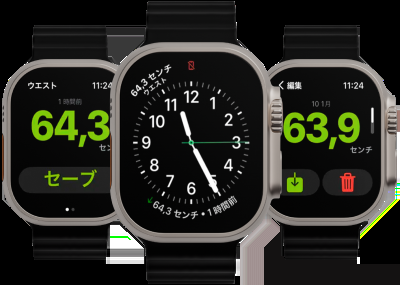 ウエスト 11:24
1 時間前
64,3
センチ
セーブ
64,3 センチ
ウエスト
12
1
2
3
4
5
6
7
8
9
10
11
↓64,3 センチ • 1 時間前
編集 11:24
10 1月
63,9
センチ